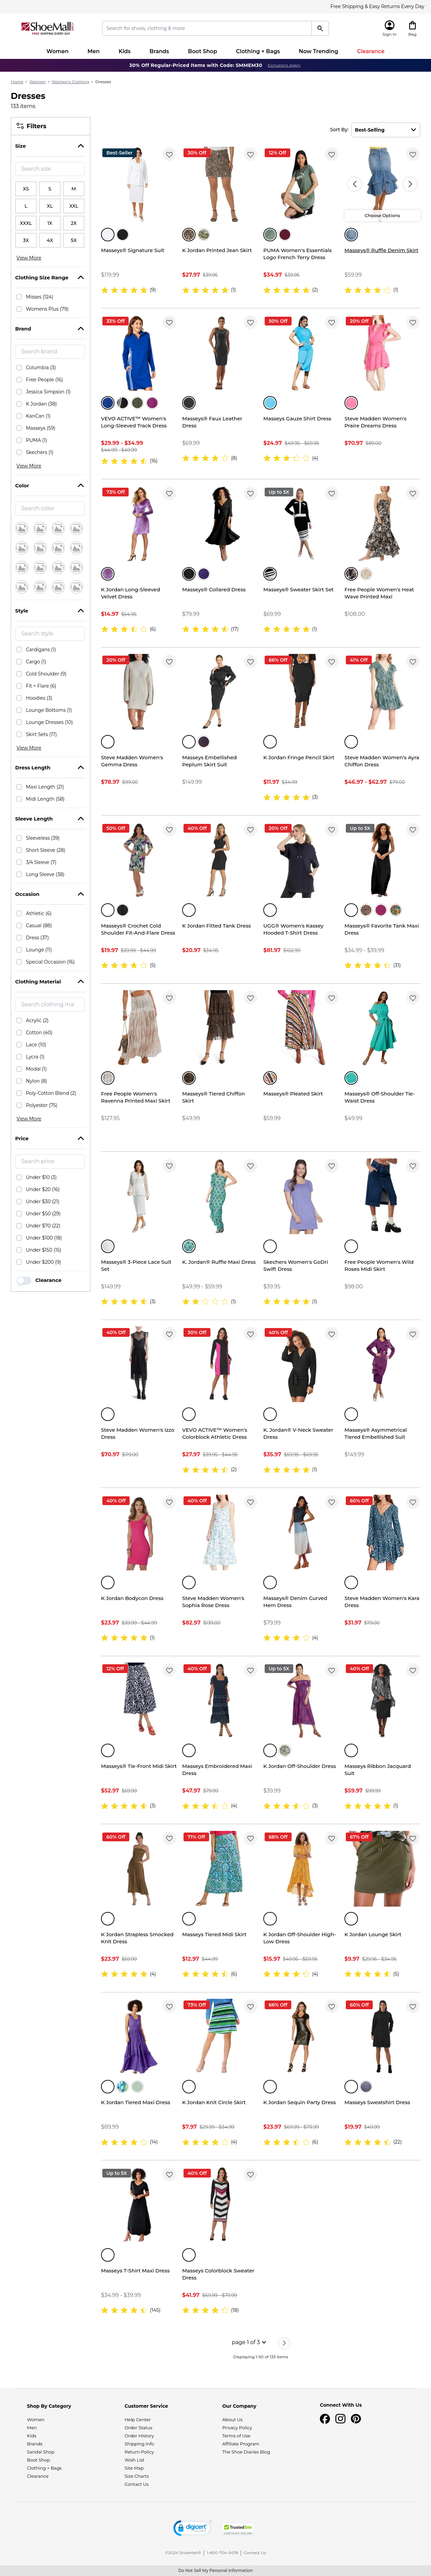 Free Shipping & Easy Returns Every Day
ShoeMall
FREE SHIPPING EVERY DAY
Search for shoes, clothing & more
Sign In
Bag
Women
Men
Kids
Brands
Boot Shop
Clothing + Bags
Now Trending
Clearance
30% Off Regular-Priced Items with Code: SMMEM30 Exclusions Apply
Home > Women > Women's Clothing > Dresses
Dresses
133 items
Filters
Sort By: Best-Selling
Size
Search size
XS S M
L XL XXL
XXXL 1X 2X
3X 4X 5X
View More
Clothing Size Range
Misses (124)
Womens Plus (79)
Brand
Search brand
Columbia (3)
Free People (16)
Jessica Simpson (1)
K Jordan (38)
KanCan (1)
Masseys (59)
PUMA (1)
Skechers (1)
View More
Color
Search color
Style
Search style
Cardigans (1)
Cargo (1)
Cold Shoulder (9)
Fit + Flare (6)
Hoodies (3)
Lounge Bottoms (1)
Lounge Dresses (10)
Skirt Sets (17)
View More
Dress Length
Maxi Length (21)
Midi Length (58)
Sleeve Length
Sleeveless (39)
Short Sleeve (28)
3/4 Sleeve (7)
Long Sleeve (38)
Occasion
Athletic (6)
Casual (88)
Dress (37)
Lounge (11)
Special Occasion (16)
Clothing Material
Search clothing ma
Acrylic (2)
Cotton (40)
Lace (10)
Lycra (1)
Modal (1)
Nylon (8)
Poly-Cotton Blend (2)
Polyester (75)
View More
Price
Search price
Under $10 (3)
Under $20 (16)
Under $30 (21)
Under $50 (29)
Under $70 (22)
Under $100 (18)
Under $150 (15)
Under $200 (9)
Clearance
Best-Seller
Masseys® Signature Suit
$119.99
(9)
30% Off
K Jordan Printed Jean Skirt
$27.97 $39.95
(1)
12% Off
PUMA Women's Essentials Logo French Terry Dress
$34.97 $39.95
(2)
Choose Options
Masseys® Ruffle Denim Skirt
$59.99
(1)
33% Off
VEVO ACTIVE™ Women's Long-Sleeved Track Dress
$29.99 - $34.99
$44.99 - $49.99
(16)
Masseys® Faux Leather Dress
$69.99
(8)
50% Off
Masseys Gauze Shirt Dress
$24.97 $49.95 - $59.95
(4)
20% Off
Steve Madden Women's Praire Dreams Dress
$70.97 $89.00
73% Off
K Jordan Long-Sleeved Velvet Dress
$14.97 $54.95
(6)
Masseys® Collared Dress
$79.99
(17)
Up to 5X
Masseys® Sweater Skirt Set
$69.99
(1)
Free People Women's Heat Wave Printed Maxi
$108.00
20% Off
Steve Madden Women's Gemma Dress
$78.97 $99.00
Masseys Embellished Peplum Skirt Suit
$149.99
66% Off
K Jordan Fringe Pencil Skirt
$11.97 $34.99
(3)
41% Off
Steve Madden Women's Ayra Chiffon Dress
$46.97 - $62.97 $79.00
50% Off
Masseys® Crochet Cold Shoulder Fit-And-Flare Dress
$19.97 $39.99 - $44.99
(5)
40% Off
K Jordan Fitted Tank Dress
$20.97 $34.95
20% Off
UGG® Women's Kassey Hooded T-Shirt Dress
$81.97 $102.99
Up to 5X
Masseys® Favorite Tank Maxi Dress
$34.99 - $39.99
(31)
Free People Women's Ravenna Printed Maxi Skirt
$127.95
Masseys® Tiered Chiffon Skirt
$49.99
Masseys® Pleated Skirt
$59.99
Masseys® Off-Shoulder Tie-Waist Dress
$49.99
Masseys® 3-Piece Lace Suit Set
$149.99
(3)
K. Jordan® Ruffle Maxi Dress
$49.99 - $59.99
(1)
Skechers Women's GoDri Swift Dress
$39.95
(1)
Free People Women's Wild Roses Midi Skirt
$98.00
40% Off
Steve Madden Women's Izzo Dress
$70.97 $119.00
30% Off
VEVO ACTIVE™ Women's Colorblock Athletic Dress
$27.97 $39.95 - $44.95
(2)
40% Off
K. Jordan® V-Neck Sweater Dress
$35.97 $59.95 - $69.95
(1)
Masseys® Asymmetrical Tiered Embellished Suit
$149.99
40% Off
K Jordan Bodycon Dress
$23.97 $39.99 - $44.99
(1)
40% Off
Steve Madden Women's Sophia Rose Dress
$82.97 $139.00
Masseys® Denim Curved Hem Dress
$79.99
(4)
60% Off
Steve Madden Women's Kara Dress
$31.97 $79.00
12% Off
Masseys® Tie-Front Midi Skirt
$52.97 $59.99
(3)
40% Off
Masseys Embroidered Maxi Dress
$47.97 $79.99
(4)
Up to 5X
K Jordan Off-Shoulder Dress
$39.99
(3)
40% Off
Masseys Ribbon Jacquard Suit
$59.97 $99.99
(1)
60% Off
K Jordan Strapless Smocked Knit Dress
$23.97 $59.99
(4)
71% Off
Masseys Tiered Midi Skirt
$12.97 $44.99
(6)
68% Off
K Jordan Off-Shoulder High-Low Dress
$15.97 $49.95 - $59.95
(4)
67% Off
K Jordan Lounge Skirt
$9.97 $29.95 - $34.95
(5)
K Jordan Tiered Maxi Dress
$89.99
(14)
73% Off
K Jordan Knit Circle Skirt
$7.97 $29.99 - $34.99
(4)
66% Off
K Jordan Sequin Party Dress
$23.97 $69.99 - $79.99
(6)
60% Off
Masseys Sweatshirt Dress
$19.97 $49.99
(22)
Up to 5X
Masseys T-Shirt Maxi Dress
$34.99 - $39.99
(145)
40% Off
Masseys Colorblock Sweater Dress
$41.97 $69.99 - $79.99
(18)
page 1 of 3
Displaying 1-50 of 133 items
Shop By Category
Women
Men
Kids
Brands
Sandal Shop
Boot Shop
Clothing + Bags
Clearance
Customer Service
Help Center
Order Status
Order History
Shipping Info
Return Policy
Wish List
Site Map
Size Charts
Contact Us
Our Company
About Us
Privacy Policy
Terms of Use
Affiliate Program
The Shoe Diaries Blog
Connect With Us
digicert
TrustedSite
CERTIFIED SECURE
©2024 ShoeMall® | 1-800-704-5478 | Contact Us
Do Not Sell My Personal Information